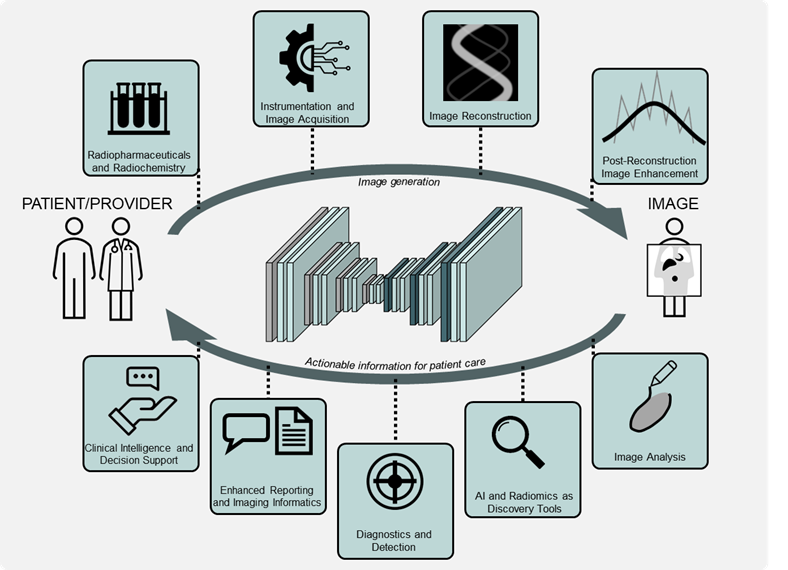 Instrumentation and
Image Acquisition
Image Reconstruction
Radiopharmaceuticals
and Radiochemistry
Post-Reconstruction
Image Enhancement
Image generation
PATIENT/PROVIDER
IMAGE
Actionable information for patient care
Clinical Intelligence and
Decision Support
Enhanced Reporting
and Imaging Informatics
Diagnostics and
Detection
AI and Radiomics as
Discovery Tools
Image Analysis